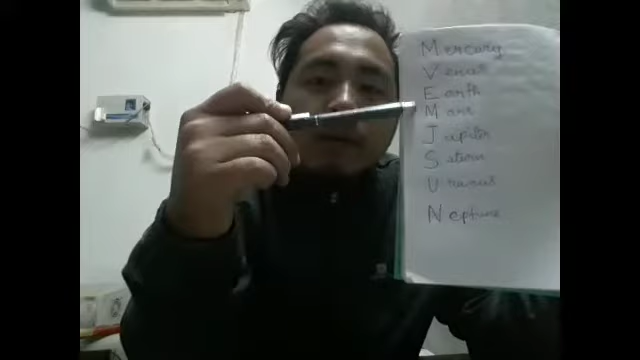 Mercury
Venus
Earth
Mars
Jupiter
Saturn
Uranus
Neptune